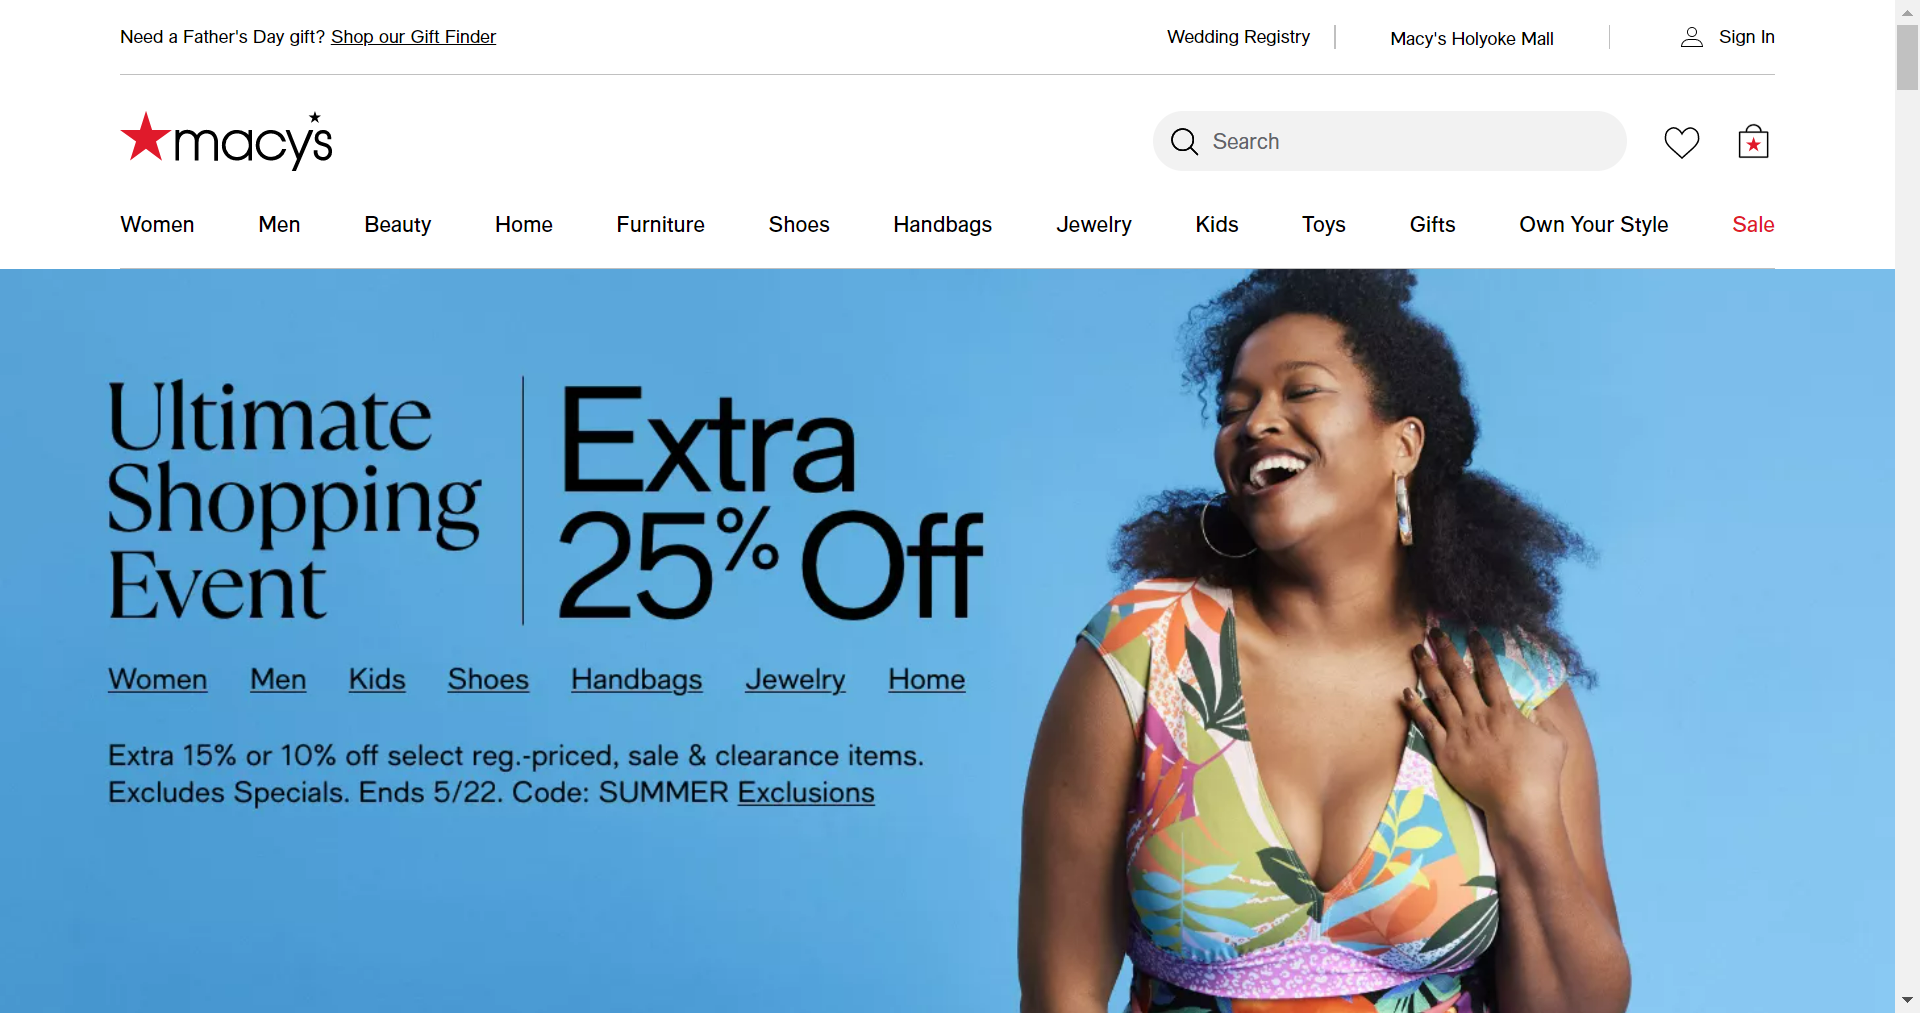 Need a Father's Day gift? Shop our Gift Finder
Wedding Registry
Macy's Holyoke Mall
Sign In
macy's
Search
Women Men Beauty Home Furniture Shoes Handbags Jewelry Kids Toys Gifts Own Your Style Sale
Ultimate
Shopping
Event
Extra
25% Off
Women Men Kids Shoes Handbags Jewelry Home
Extra 15% or 10% off select reg.-priced, sale & clearance items.
Excludes Specials. Ends 5/22. Code: SUMMER Exclusions